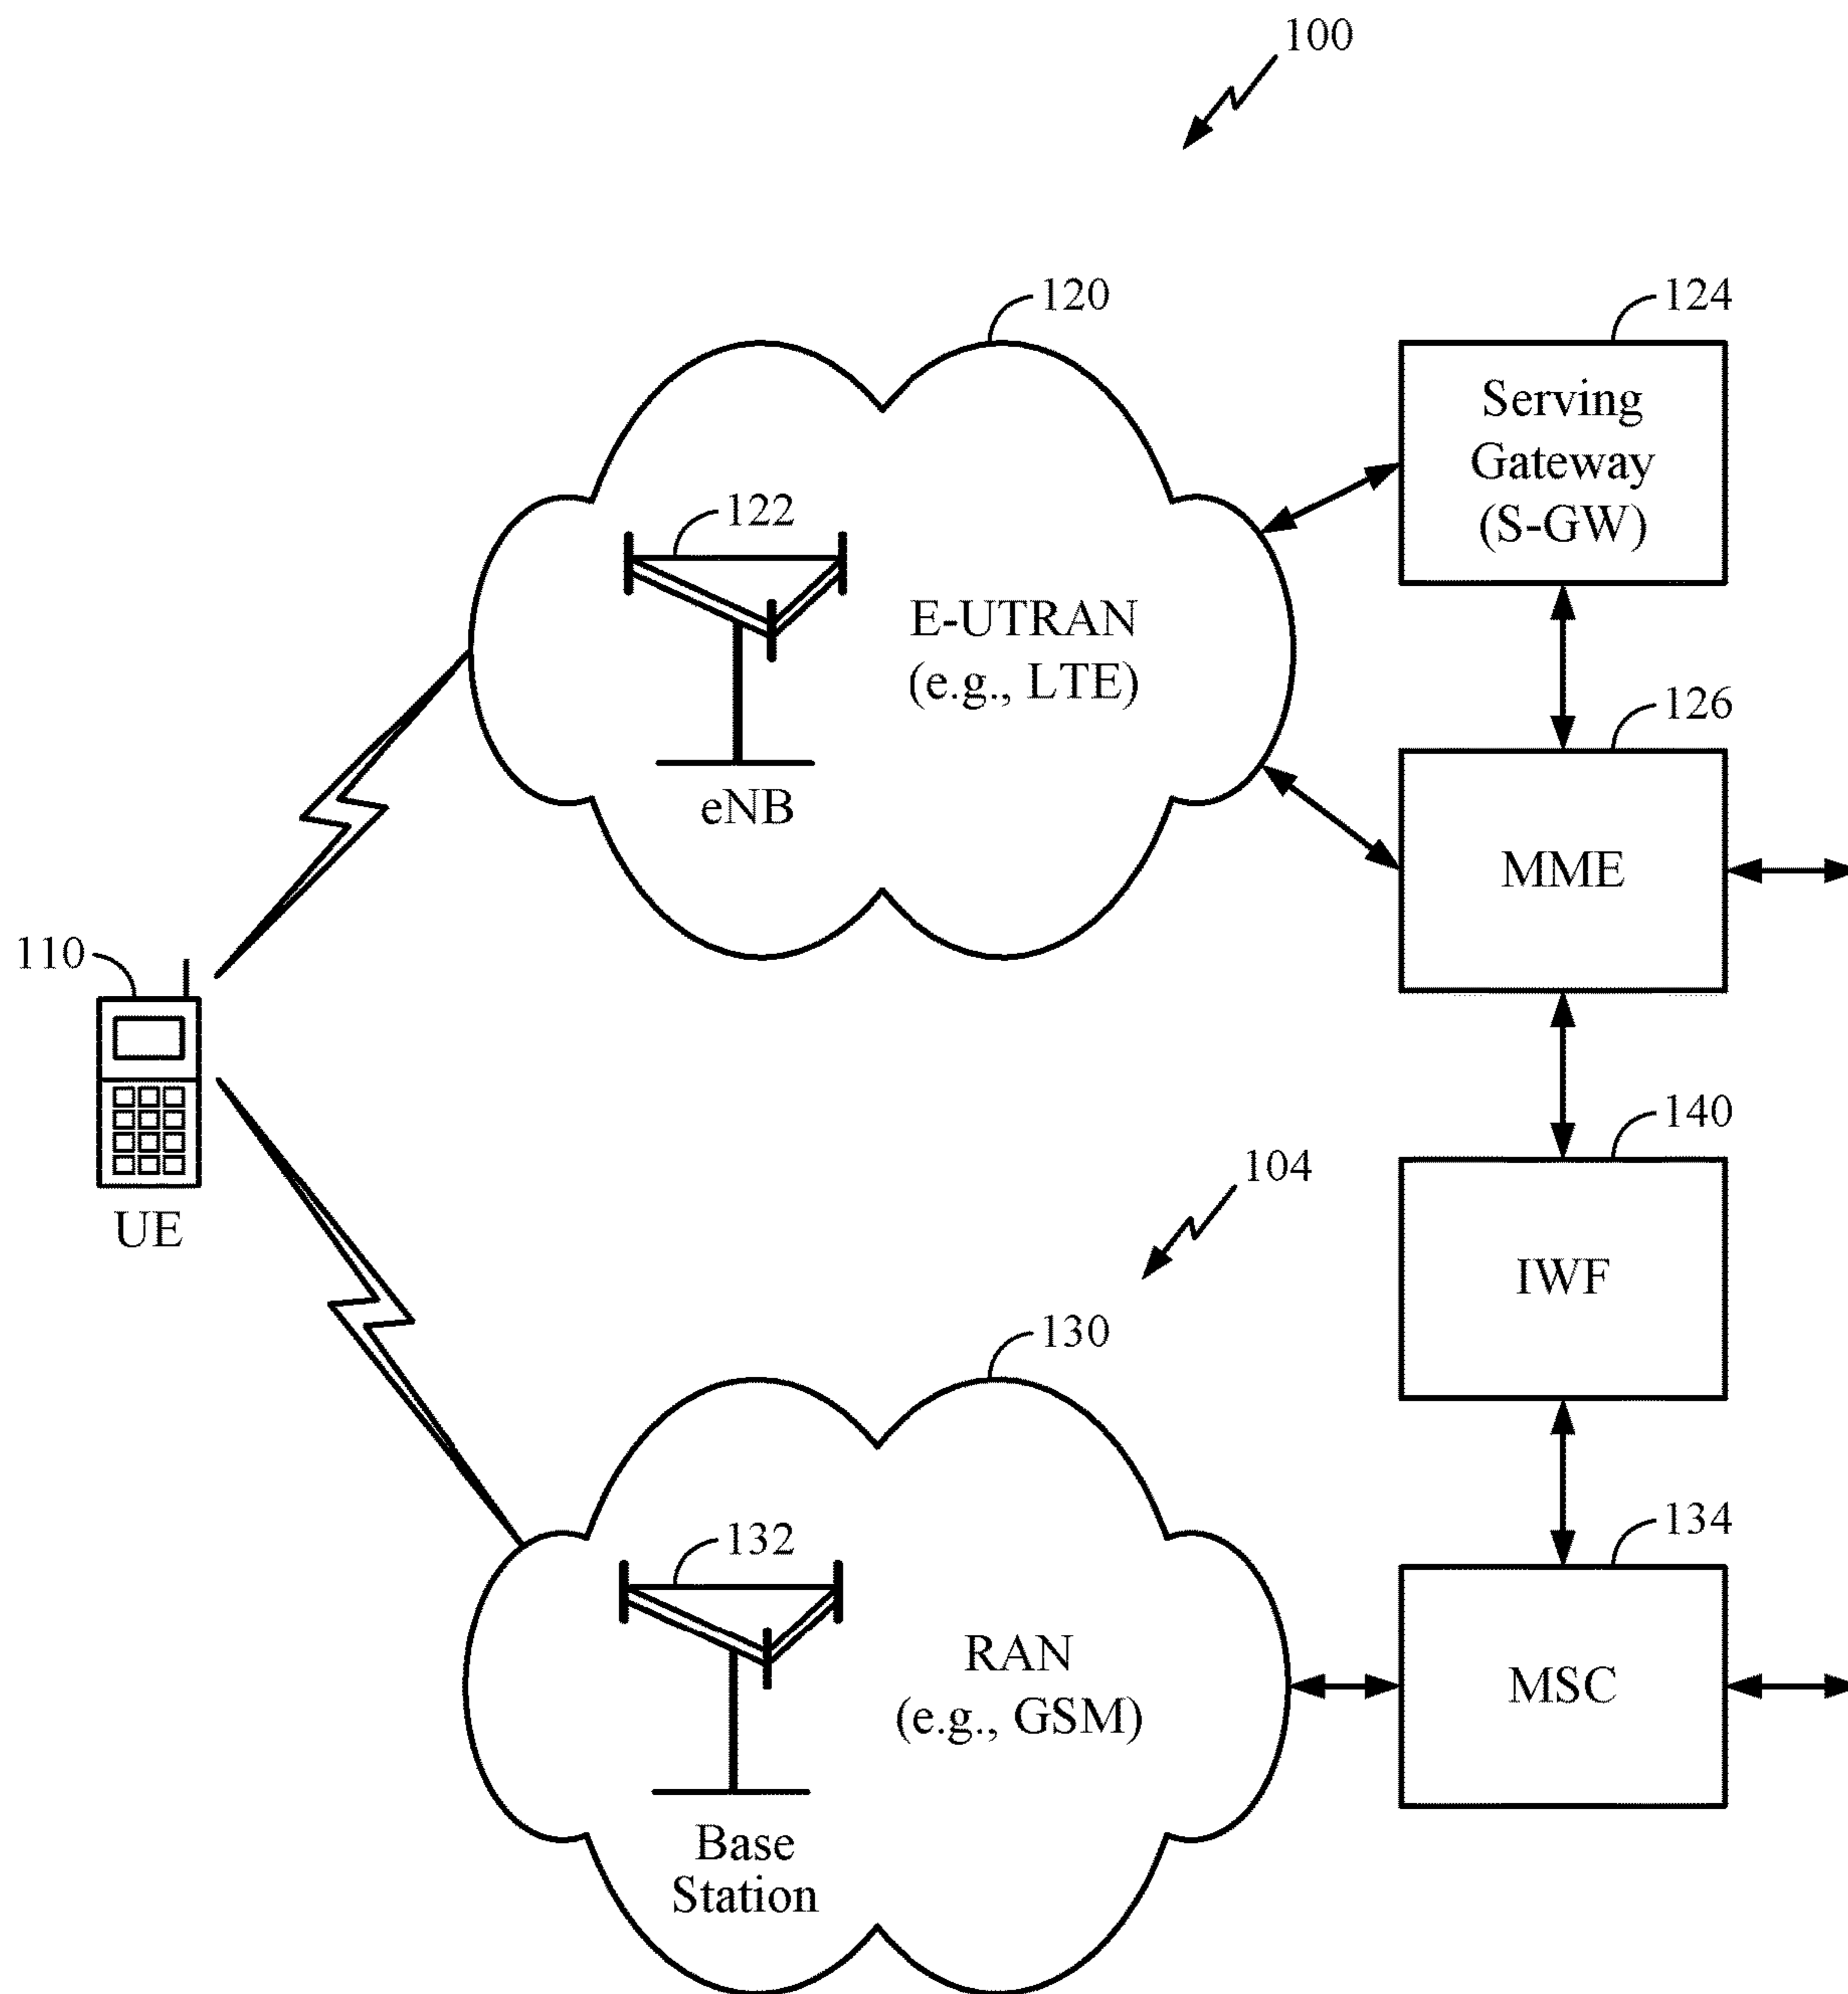 100
120
124
Serving
Gateway
(S-GW)
122
E-UTRAN
(e.g., LTE)
eNB
126
MME
110
UE
140
IWF
104
130
132
RAN
(e.g., GSM)
Base
Station
134
MSC